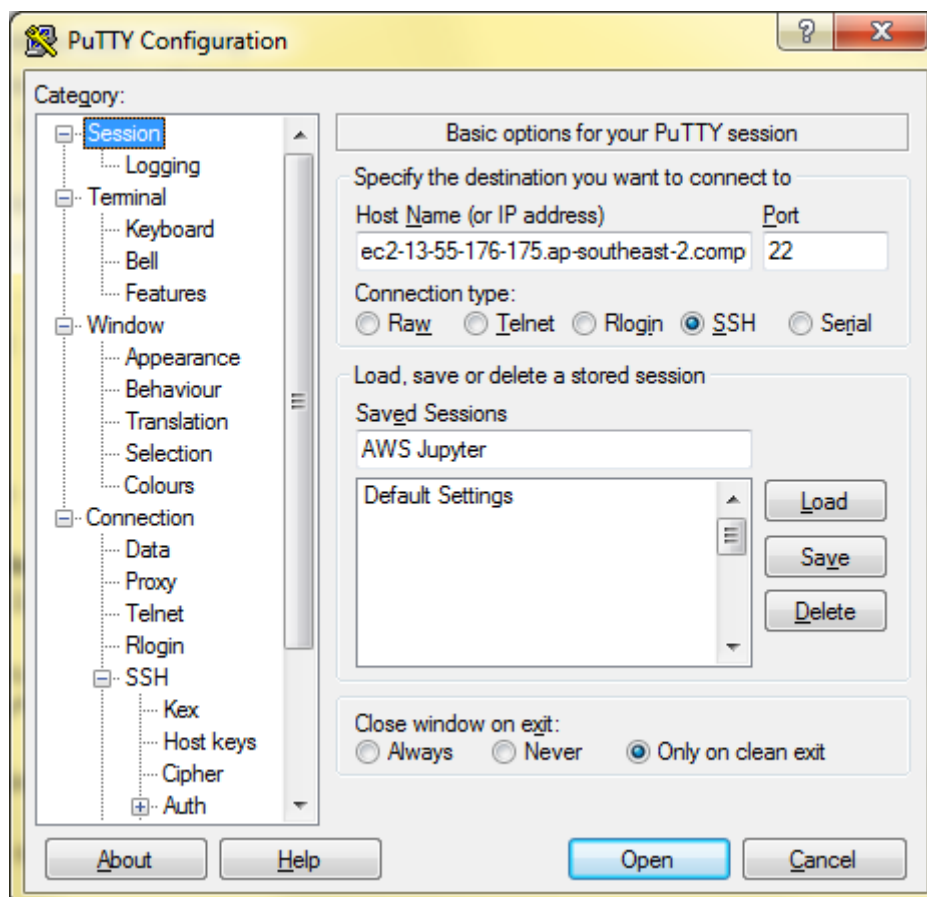 PuTTY Configuration
?
X
Category:
Session
Logging
Terminal
Keyboard
Bell
Features
Window
Appearance
Behaviour
Translation
Selection
Colours
Connection
Data
Proxy
Telnet
Rlogin
SSH
Kex
Host keys
Cipher
Auth
Basic options for your PuTTY session
Specify the destination you want to connect to
Host Name (or IP address) Port
ec2-13-55-176-175.ap-southeast-2.comp 22
Connection type:
Raw Telnet Rlogin SSH Serial
Load, save or delete a stored session
Saved Sessions
AWS Jupyter
Default Settings
Load
Save
Delete
Close window on exit:
Always Never Only on clean exit
About Help Open Cancel